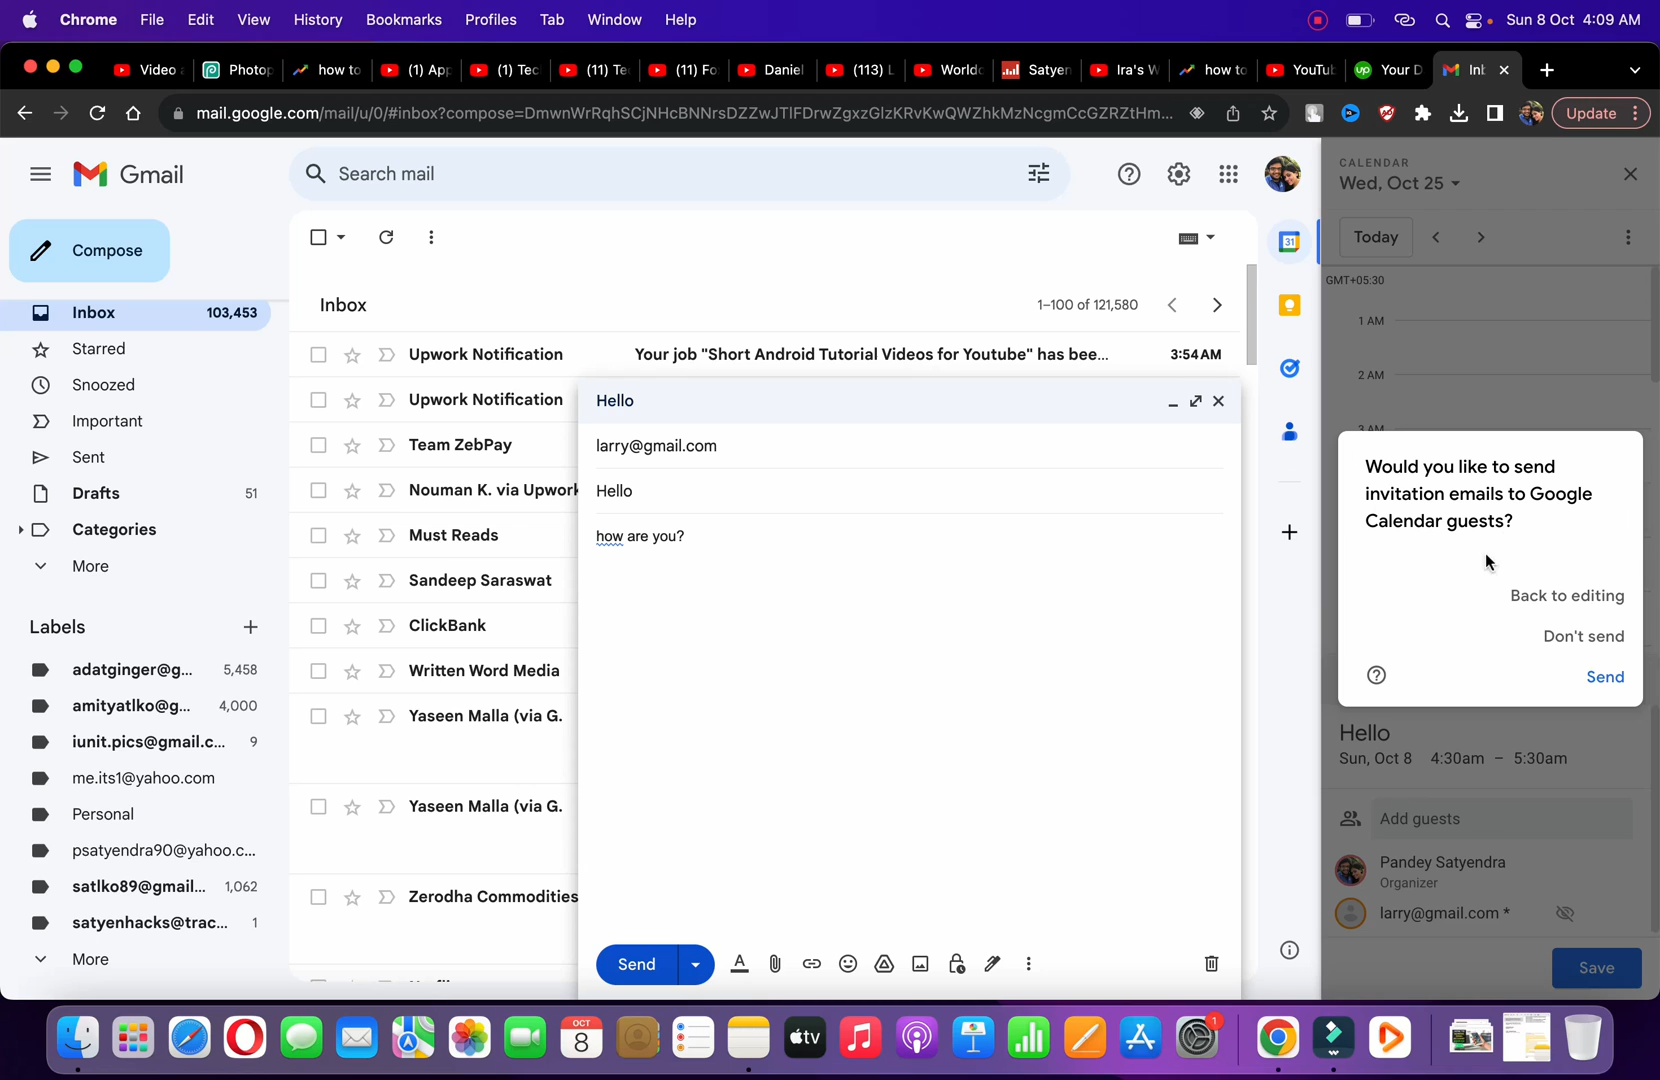 Chrome File Edit View History Bookmarks Profiles Tab Window Help Sun 8 Oct 4:09 AM
Video Photop how to (1) App (1) Tec (11) Te (11) Fo Daniel (113) L World Satyen Ira's W how to YouTub Your D Inb
mail.google.com/mail/u/0/#inbox?compose=DmwnWrRqhSCjNHcBNNrsDZZwJTlFDrwZgxzGlzKRvKwQWZhkMzNcgmCcGZRZtHm... Update
Gmail
Search mail
Compose
Inbox 103,453
Starred
Snoozed
Important
Sent
Drafts 51
Categories
More
Labels
adatginger@g... 5,458
amityatlko@g... 4,000
iunit.pics@gmail.c... 9
me.its1@yahoo.com
Personal
psatyendra90@yahoo.c...
satlko89@gmail... 1,062
satyenhacks@trac... 1
More
Inbox 1–100 of 121,580
Upwork Notification Your job "Short Android Tutorial Videos for Youtube" has bee... 3:54 AM
Upwork Notification
Team ZebPay
Nouman K. via Upwork
Must Reads
Sandeep Saraswat
ClickBank
Written Word Media
Yaseen Malla (via G.
Yaseen Malla (via G.
Zerodha Commodities
Hello
larry@gmail.com
Hello
how are you?
Send
31
CALENDAR
Wed, Oct 25
Today
GMT+05:30
1 AM
2 AM
3 AM
Would you like to send
invitation emails to Google
Calendar guests?
Back to editing
Don't send
Send
Hello
Sun, Oct 8 4:30am – 5:30am
Add guests
Pandey Satyendra
Organizer
larry@gmail.com *
Save
OCT
8
tv
1